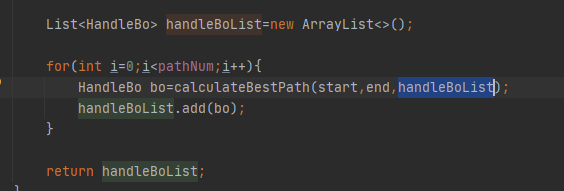 List<HandleBo> handleBoList=new ArrayList<>();
for(int i=0;i<pathNum;i++){
HandleBo bo=calculateBestPath(start,end,handleBoList);
handleBoList.add(bo);
}
return handleBoList;
}